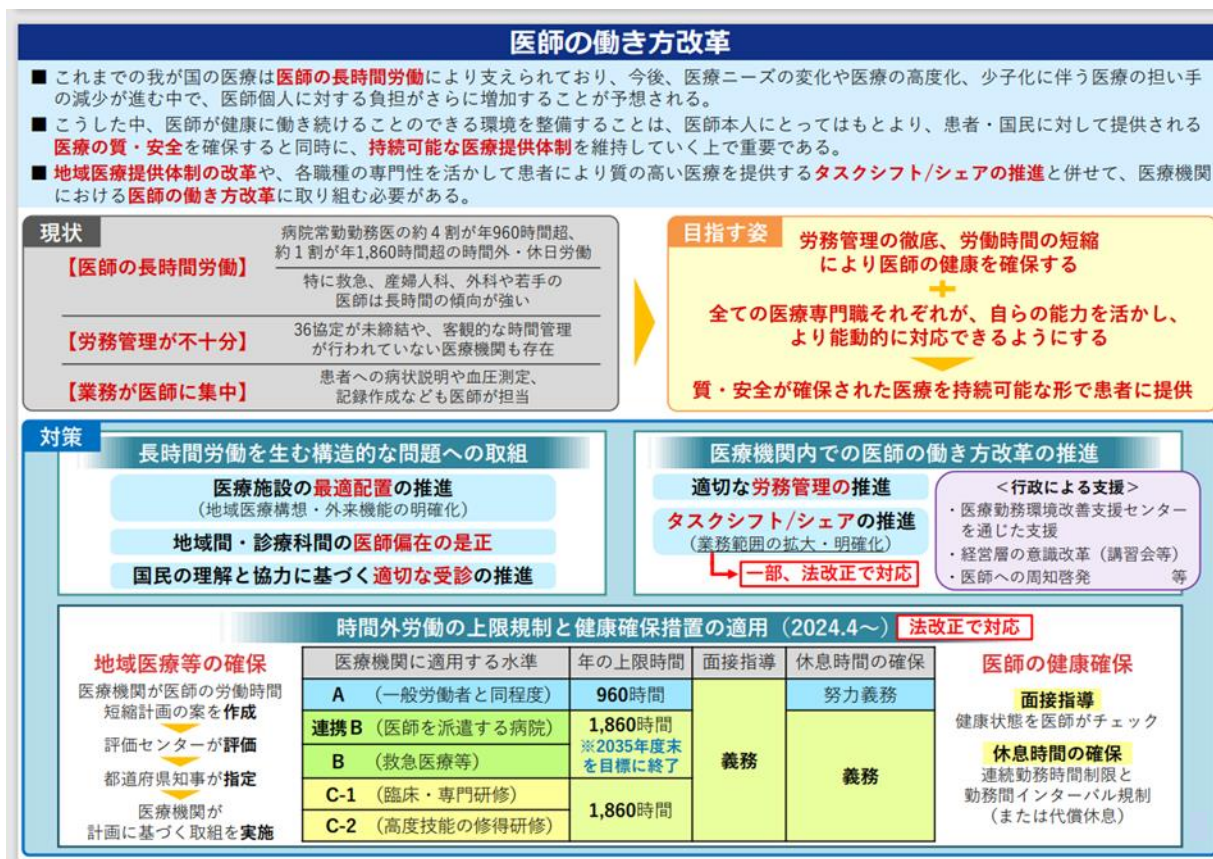 医師の働き方改革
■ これまでの我が国の医療は医師の長時間労働により支えられており、今後、医療ニーズの変化や医療の高度化、少子化に伴う医療の担い手
の減少が進む中で、医師個人に対する負担がさらに増加することが予想される。
■ こうした中、医師が健康に働き続けることのできる環境を整備することは、医師本人にとってはもとより、患者・国民に対して提供される
医療の質・安全を確保すると同時に、持続可能な医療提供体制を維持していく上で重要である。
■ 地域医療提供体制の改革や、各職種の専門性を活かして患者により質の高い医療を提供するタスクシフト/シェアの推進と併せて、医療機関
における医師の働き方改革に取り組む必要がある。
現状
【医師の長時間労働】
病院常勤勤務医の約4割が年960時間超、
約1割が年1,860時間超の時間外・休日労働
特に救急、産婦人科、外科や若手の
医師は長時間の傾向が強い
【労務管理が不十分】
36協定が未締結や、客観的な時間管理
が行われていない医療機関も存在
【業務が医師に集中】
患者への病状説明や血圧測定、
記録作成なども医師が担当
目指す姿
労務管理の徹底、労働時間の短縮
により医師の健康を確保する
+
全ての医療専門職それぞれが、自らの能力を活かし、
より能動的に対応できるようにする
質・安全が確保された医療を持続可能な形で患者に提供
対策
長時間労働を生む構造的な問題への取組
医療施設の最適配置の推進
(地域医療構想・外来機能の明確化)
地域間・診療科間の医師偏在の是正
国民の理解と協力に基づく適切な受診の推進
医療機関内での医師の働き方改革の推進
適切な労務管理の推進
タスクシフト/シェアの推進
(業務範囲の拡大・明確化)
一部、法改正で対応
<行政による支援>
・医療勤務環境改善支援センター
を通じた支援
・経営層の意識改革(講習会等)
・医師への周知啓発 等
時間外労働の上限規制と健康確保措置の適用(2024.4~) 法改正で対応
地域医療等の確保
医療機関が医師の労働時間
短縮計画の案を作成
評価センターが評価
都道府県知事が指定
医療機関が
計画に基づく取組を実施
医療機関に適用する水準 年の上限時間 面接指導 休息時間の確保
A (一般労働者と同程度) 960時間 努力義務
連携B (医師を派遣する病院) 1,860時間
※2035年度末
を目標に終了
B (救急医療等)
義務 義務
C-1 (臨床・専門研修) 1,860時間
C-2 (高度技能の修得研修)
医師の健康確保
面接指導
健康状態を医師がチェック
休息時間の確保
連続勤務時間制限と
勤務間インターバル規制
(または代償休息)